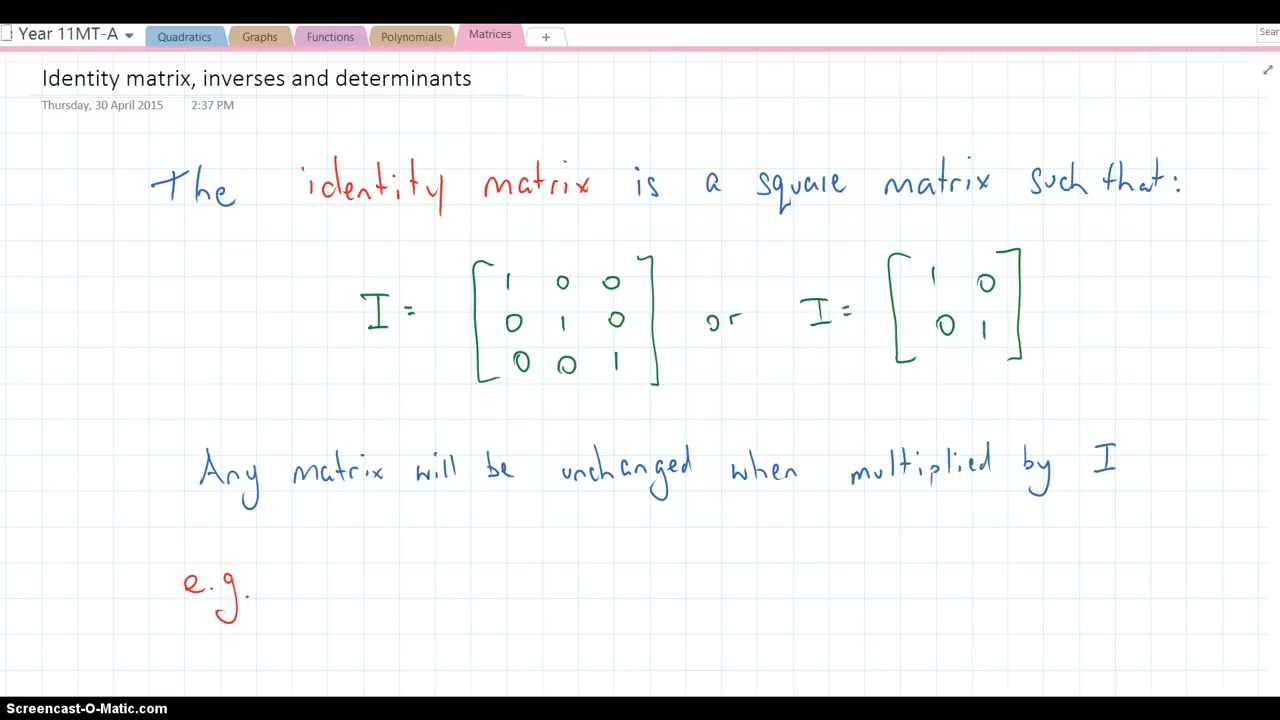 Year 11MT-A Quadratics Graphs Functions Polynomials Matrices + Sear
Identity matrix, inverses and determinants
Thursday, 30 April 2015 2:37 PM
The identity matrix is a square matrix such that:
I = [1 0 0
0 1 0
0 0 1] or I = [1 0
0 1]
Any matrix will be unchanged when multiplied by I
e.g.
Screencast-O-Matic.com